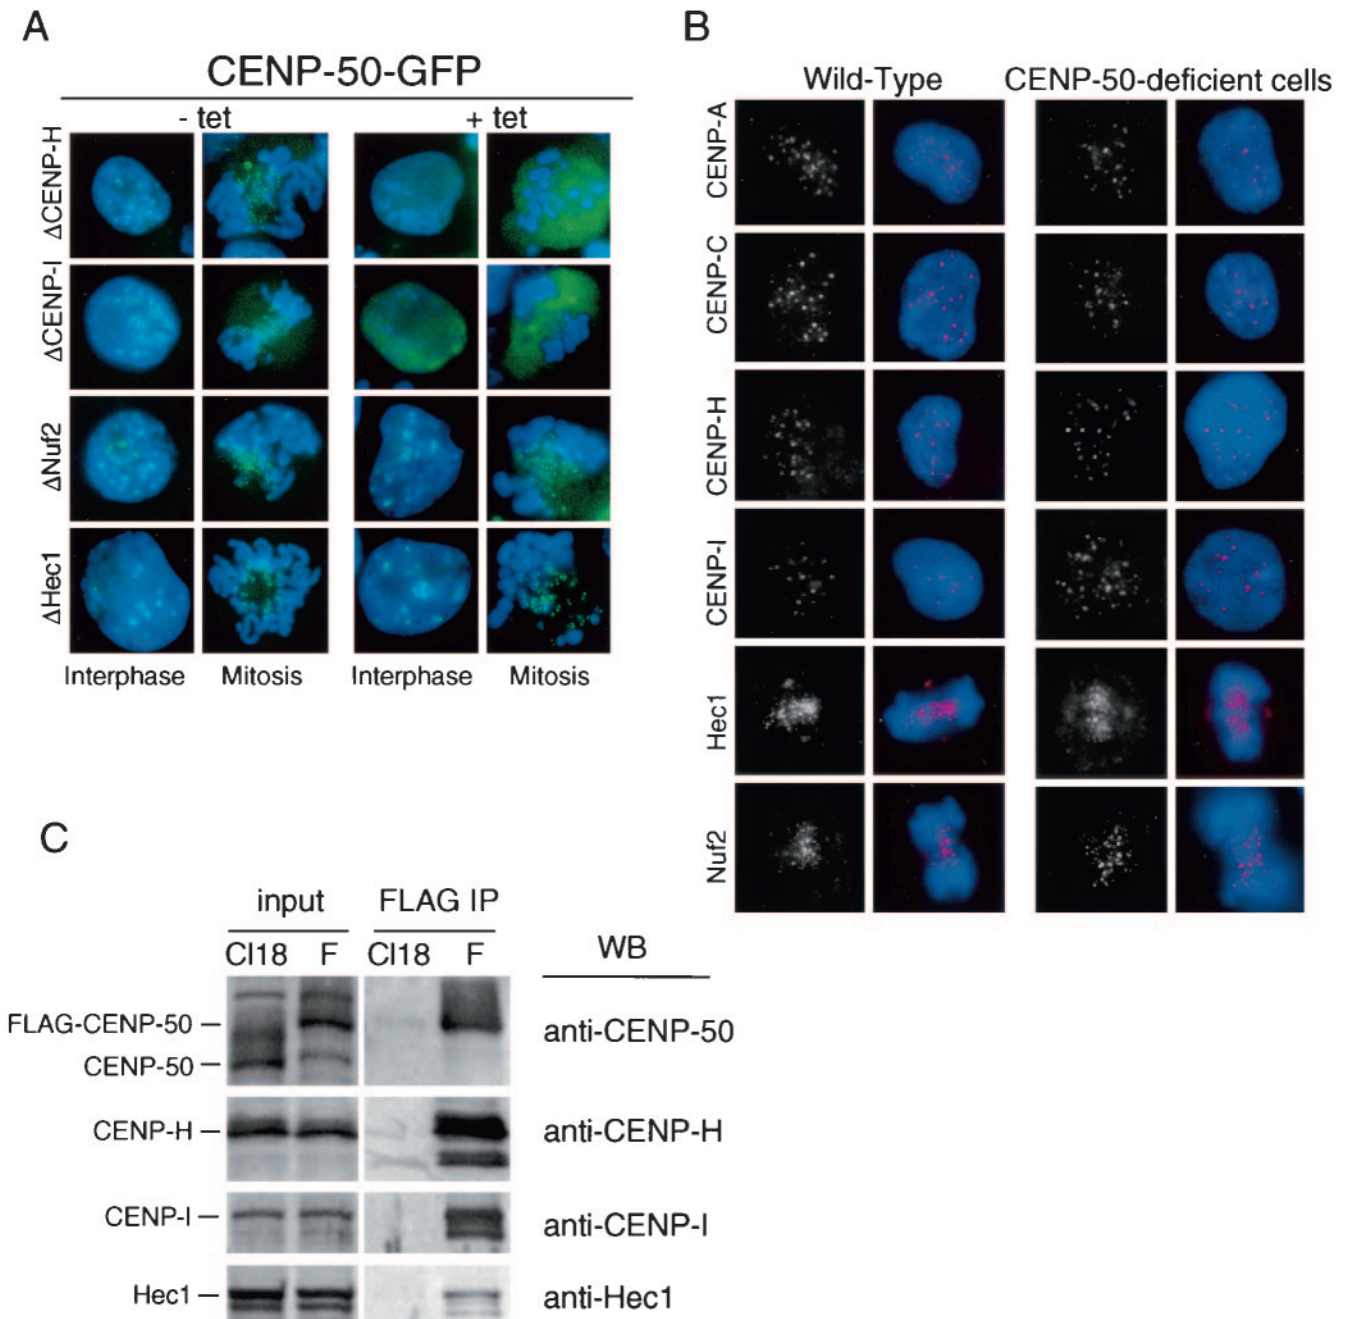 A
CENP-50-GFP
- tet
+ tet
ΔCENP-H
ΔCENP-I
ΔNuf2
ΔHec1
Interphase
Mitosis
Interphase
Mitosis
B
Wild-Type
CENP-50-deficient cells
CENP-A
CENP-C
CENP-H
CENP-I
Hec1
Nuf2
C
input
FLAG IP
Cl18
F
Cl18
F
WB
FLAG-CENP-50
CENP-50
anti-CENP-50
CENP-H
anti-CENP-H
CENP-I
anti-CENP-I
Hec1
anti-Hec1